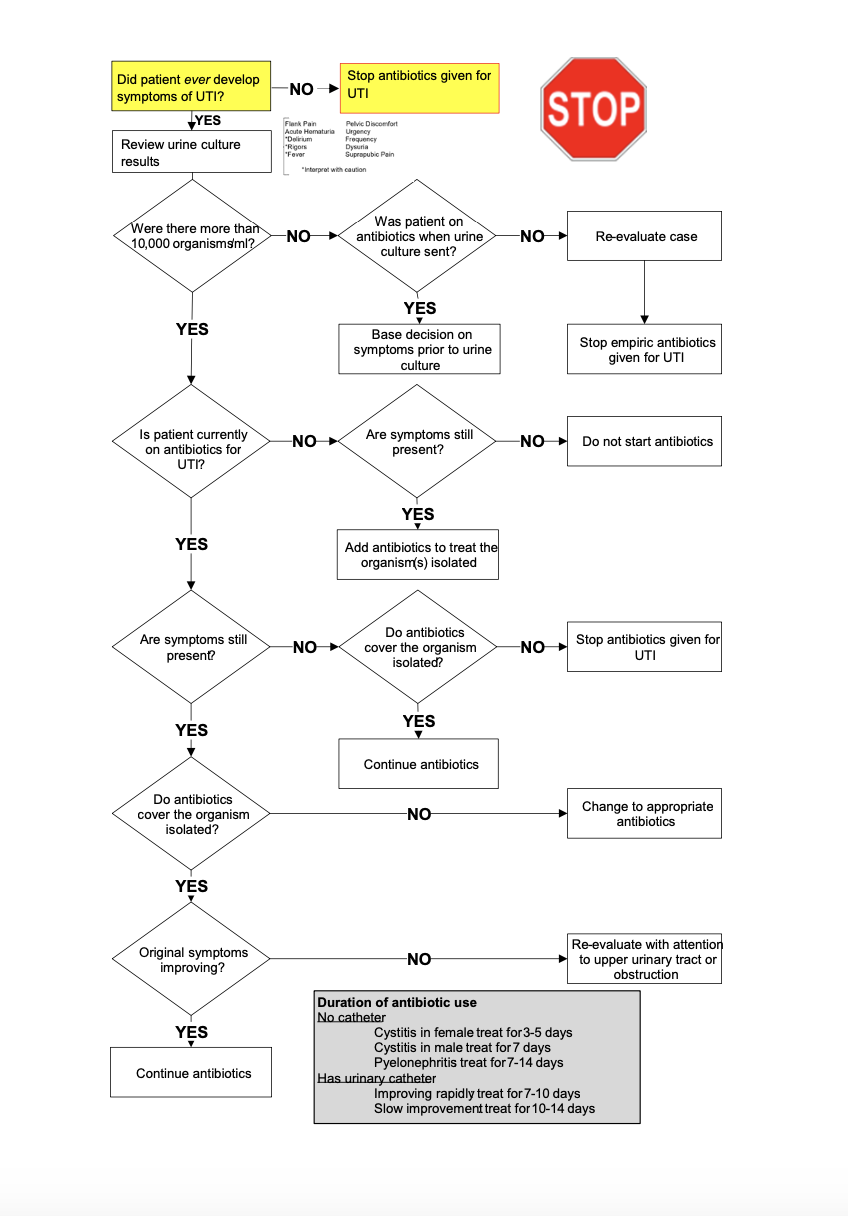 Did patient ever develop
symptoms of UTI?
NO
Stop antibiotics given for
UTI
STOP
YES
Flank Pain
Acute Hematuria
*Delirium
*Rigors
*Fever
Pelvic Discomfort
Urgency
Frequency
Dysuria
Suprapubic Pain
*Interpret with caution
Review urine culture
results
Were there more than
10,000 organisms/ml?
NO
Was patient on
antibiotics when urine
culture sent?
NO
Re-evaluate case
YES
YES
Base decision on
symptoms prior to urine
culture
Stop empiric antibiotics
given for UTI
Is patient currently
on antibiotics for
UTI?
NO
Are symptoms still
present?
NO
Do not start antibiotics
YES
Add antibiotics to treat the
organism(s) isolated
YES
Are symptoms still
present?
NO
Do antibiotics
cover the organism
isolated?
NO
Stop antibiotics given for
UTI
YES
YES
Continue antibiotics
Do antibiotics
cover the organism
isolated?
NO
Change to appropriate
antibiotics
YES
Original symptoms
improving?
NO
Re-evaluate with attention
to upper urinary tract or
obstruction
YES
Continue antibiotics
Duration of antibiotic use
No catheter
Cystitis in female treat for 3-5 days
Cystitis in male treat for 7 days
Pyelonephritis treat for 7-14 days
Has urinary catheter
Improving rapidly treat for 7-10 days
Slow improvement treat for 10-14 days